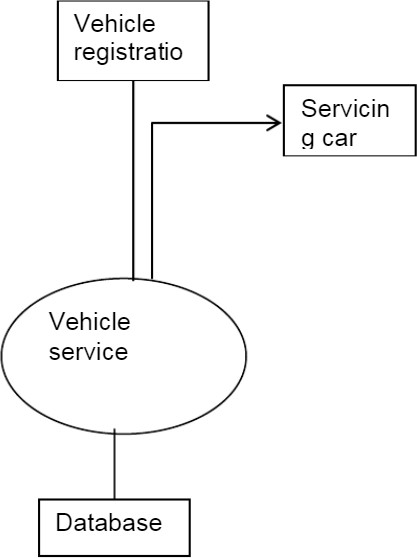 Vehicle
registratio
Servicin
g car
Vehicle
service
Database